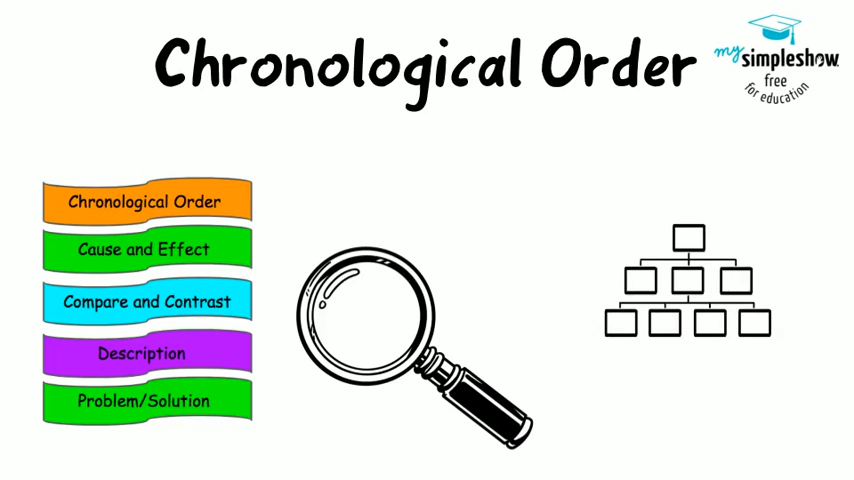 Chronological Order
my
simpleshow
free
for education
Chronological Order
Cause and Effect
Compare and Contrast
Description
Problem/Solution